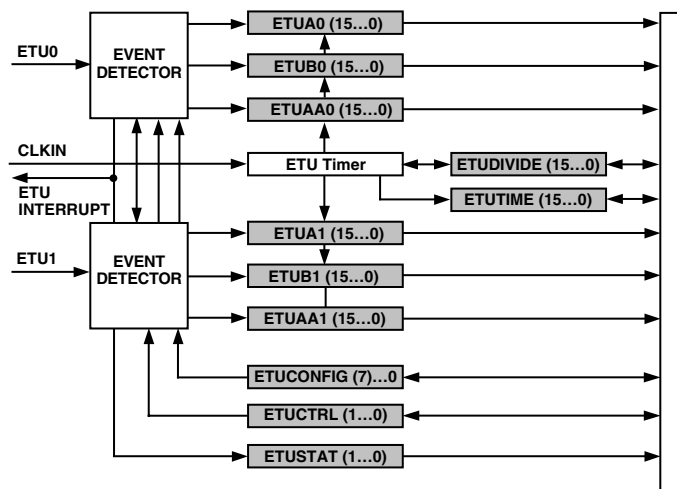 ETU0
EVENT
DETECTOR
ETUA0 (15...0)
ETUB0 (15...0)
ETUAA0 (15...0)
CLKIN
ETU Timer
ETUDIVIDE (15...0)
ETU
INTERRUPT
ETUTIME (15...0)
ETU1
EVENT
DETECTOR
ETUA1 (15...0)
ETUB1 (15...0)
ETUAA1 (15...0)
ETUCONFIG (7)...0
ETUCTRL (1...0)
ETUSTAT (1...0)